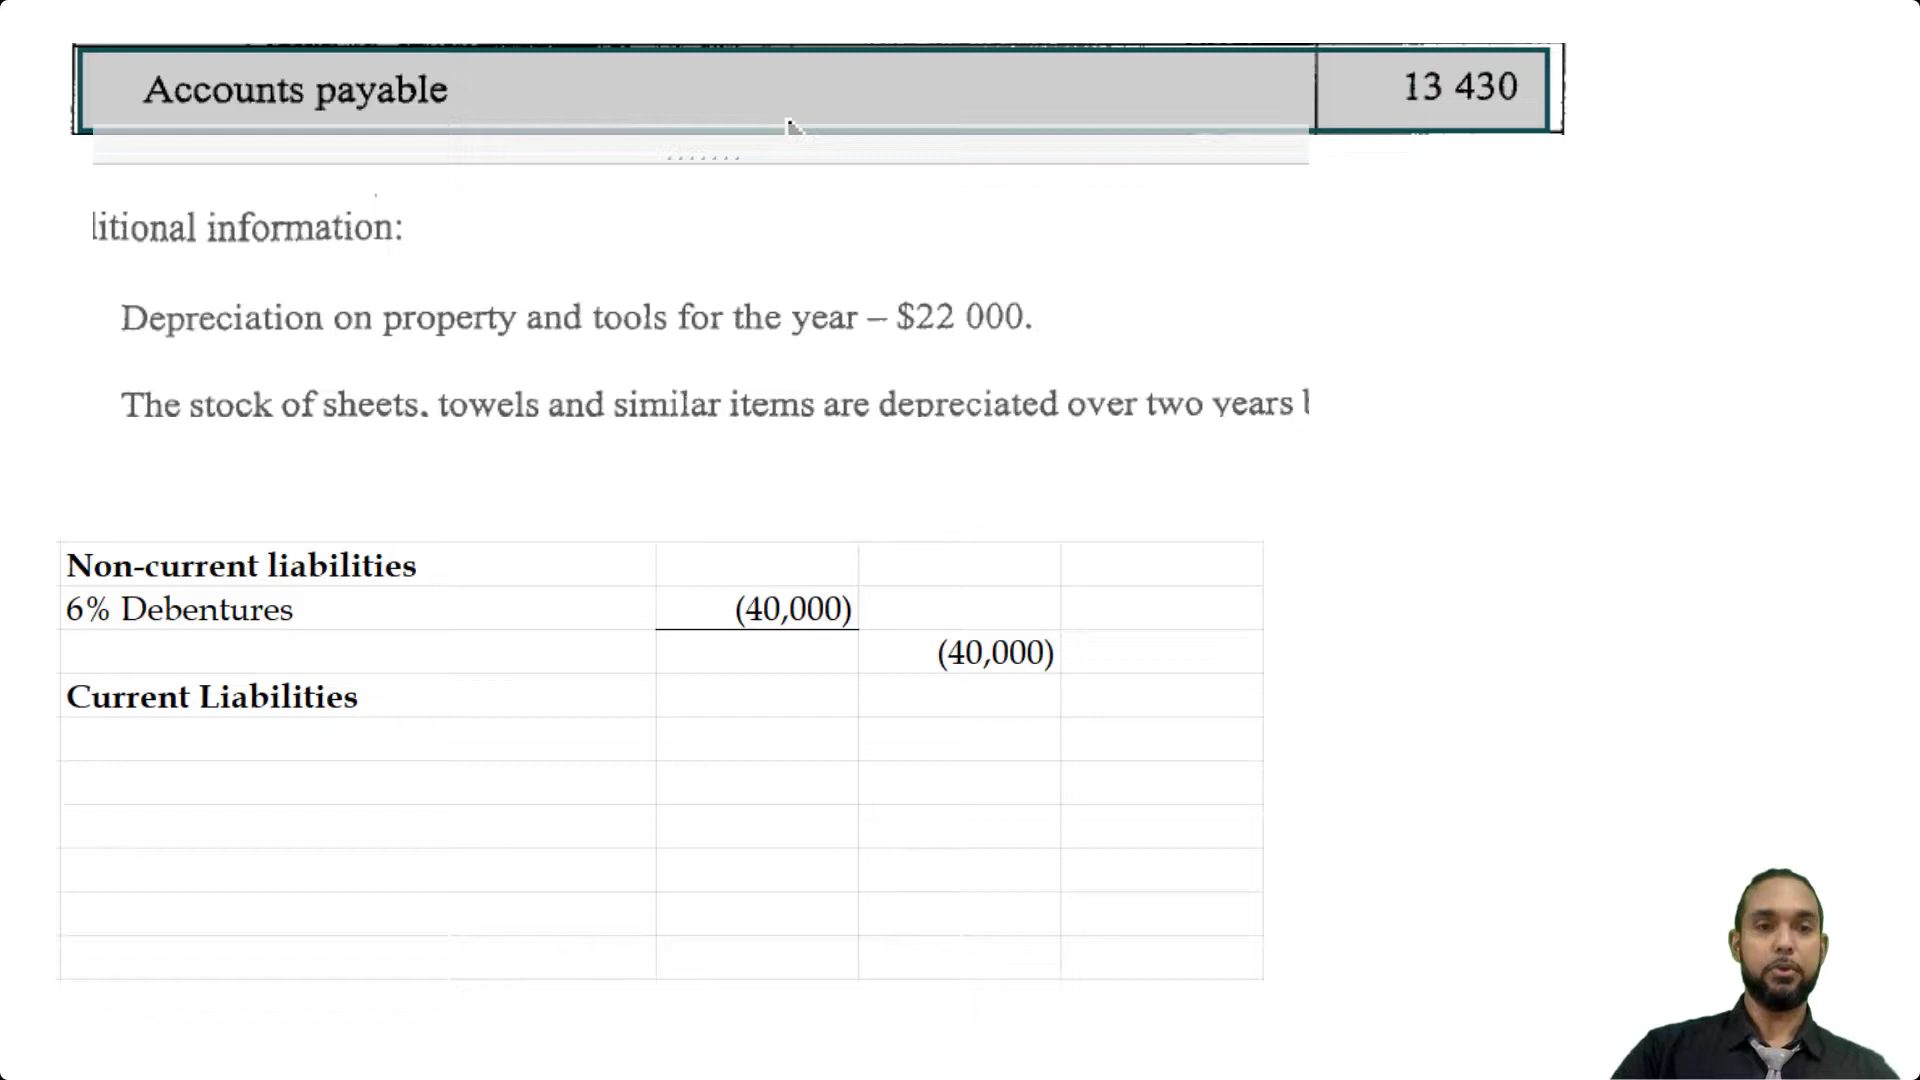 Accounts payable 13 430
litional information:
Depreciation on property and tools for the year – $22 000.
The stock of sheets, towels and similar items are depreciated over two years
Non-current liabilities
6% Debentures (40,000)
(40,000)
Current Liabilities